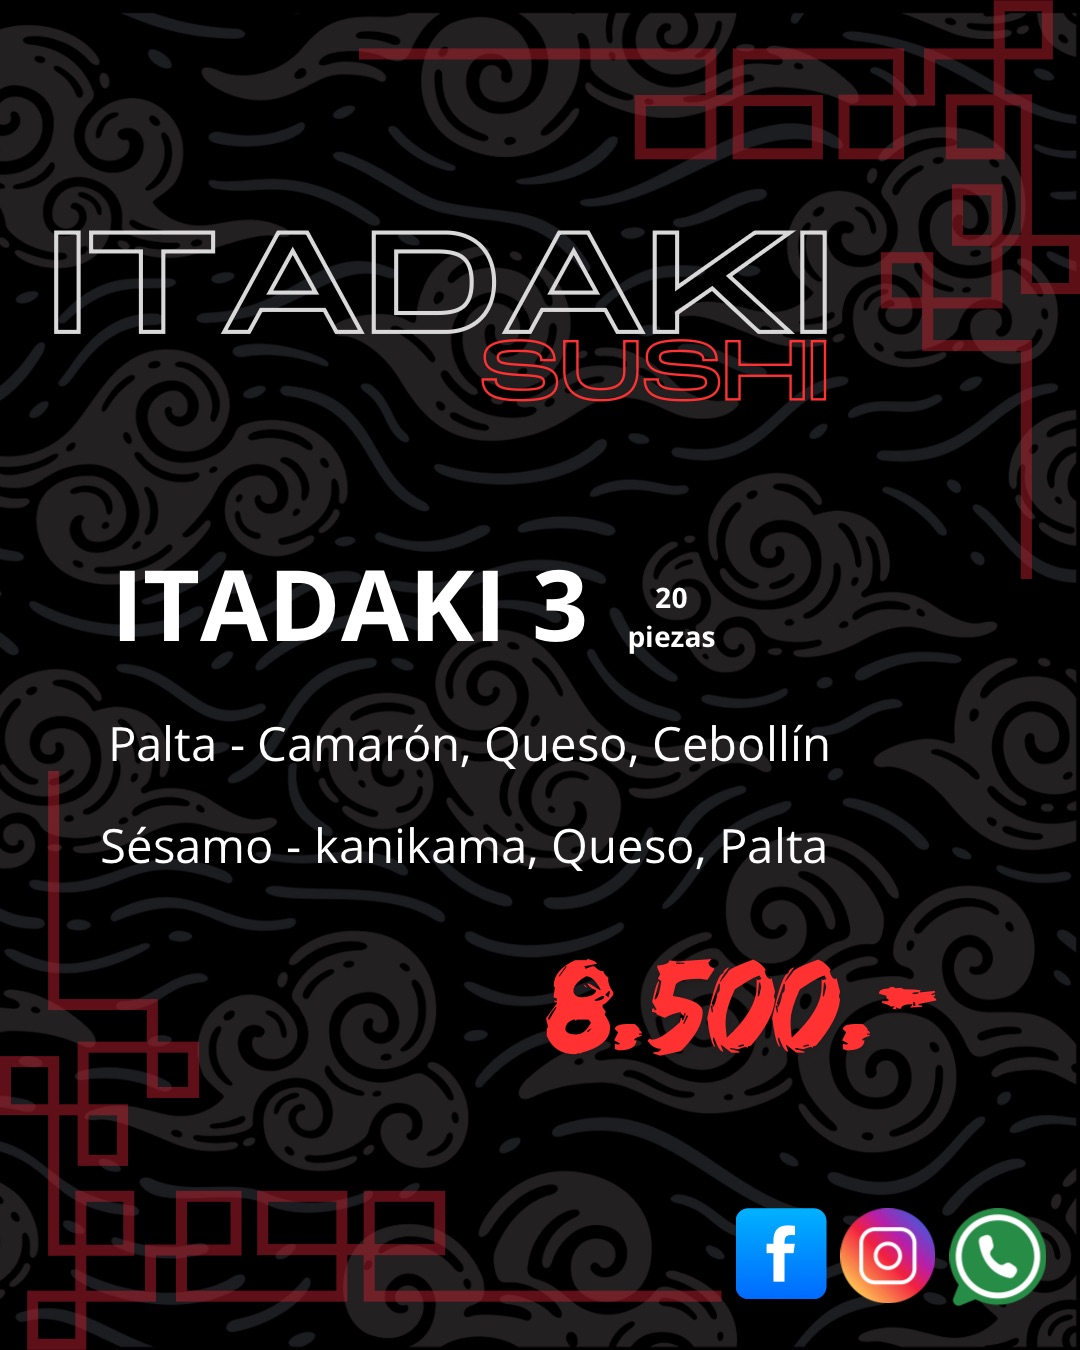 ITADAKI
SUSHI
ITADAKI 3
20
piezas
Palta - Camarón, Queso, Cebollín
Sésamo - kanikama, Queso, Palta
8.500.-